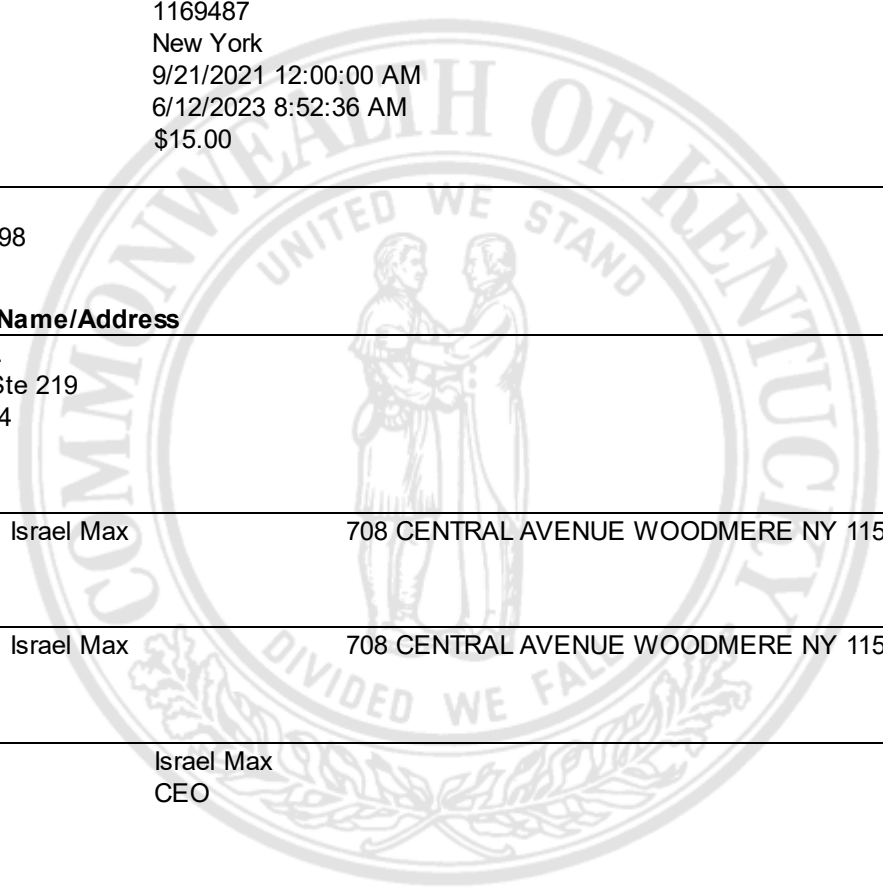 1169487
New York
9/21/2021 12:00:00 AM
6/12/2023 8:52:36 AM
$15.00
98
Name/Address
Ste 219
4
Israel Max 708 CENTRAL AVENUE WOODMERE NY 115
Israel Max 708 CENTRAL AVENUE WOODMERE NY 115
Israel Max
CEO
COMMONWEALTH OF KENTUCKY
UNITED WE STAND
DIVIDED WE FALL